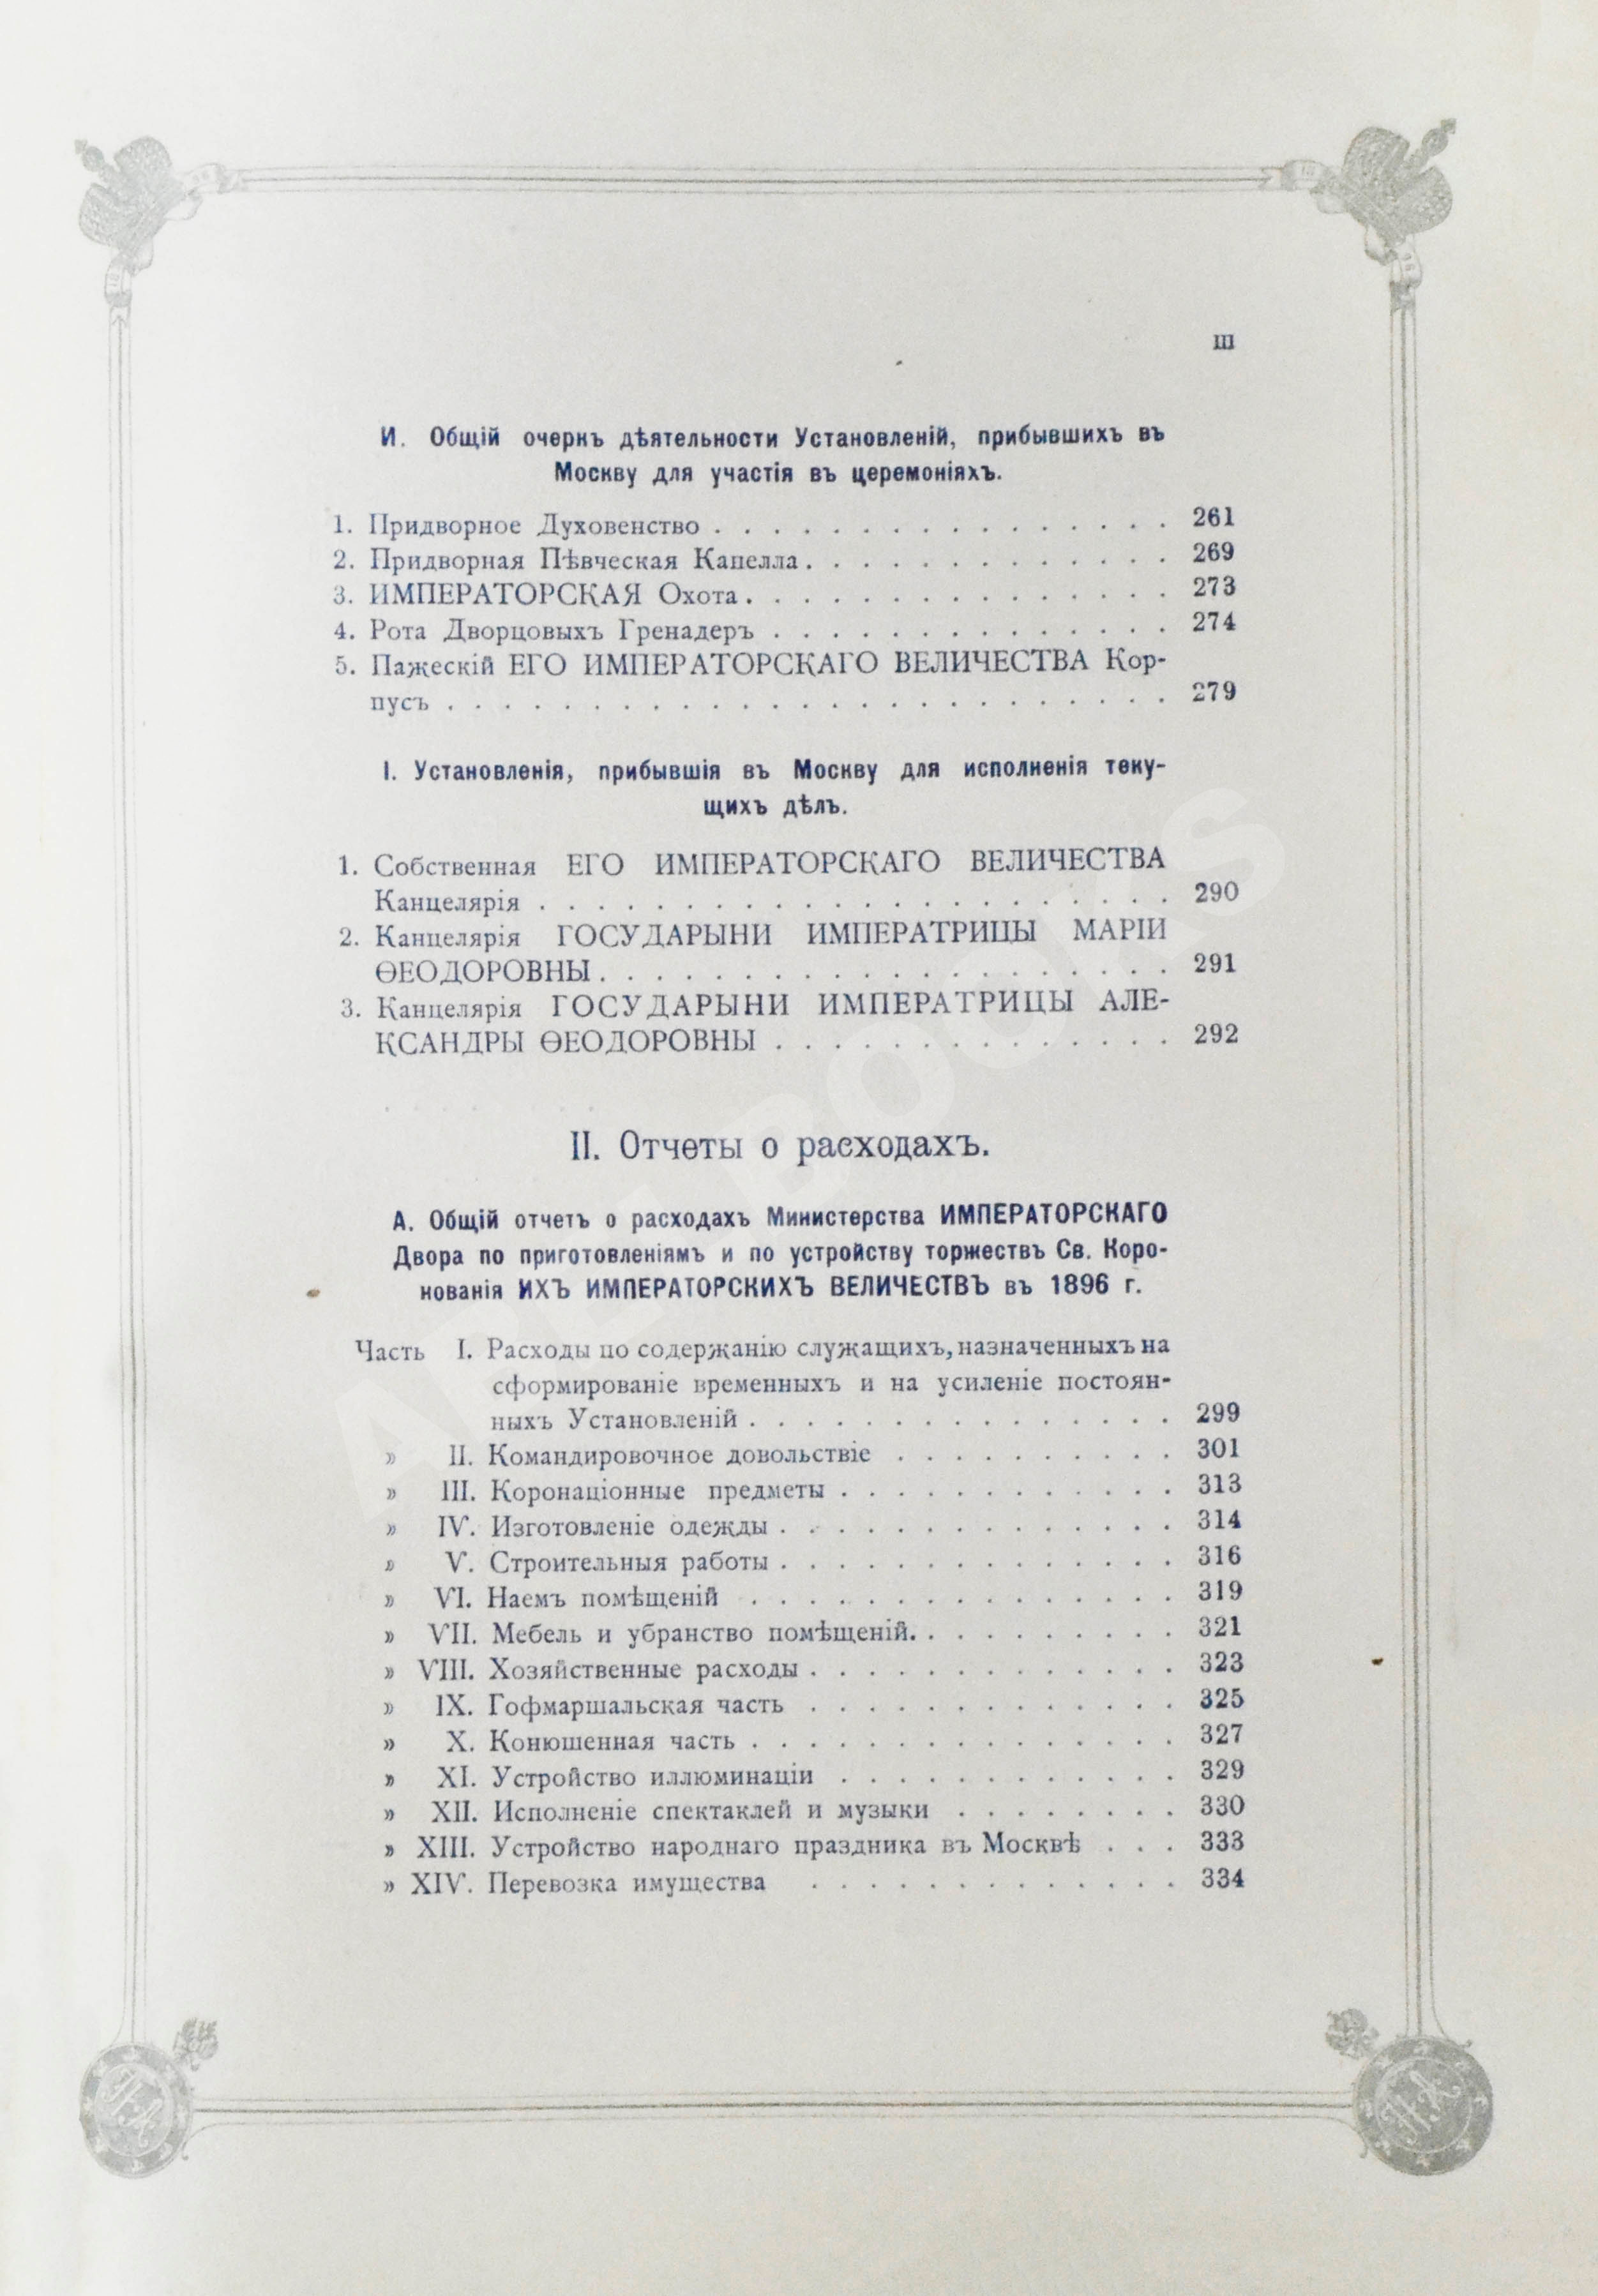 III
И. Общій очеркъ дѣятельности Установленій, прибывшихъ въ
Москву для участія въ церемоніяхъ.
1. Придворное Духовенство . . . . . . . . . . . . . . . . 261
2. Придворная Пѣвческая Капелла . . . . . . . . . . . . . 269
3. ИМПЕРАТОРСКАЯ Охота . . . . . . . . . . . . . . . 273
4. Рота Дворцовыхъ Гренадеръ . . . . . . . . . . . . . . 274
5. Пажескій ЕГО ИМПЕРАТОРСКАГО ВЕЛИЧЕСТВА Кор-
пусъ . . . . . . . . . . . . . . . . . . . . . . . . . 279
І. Установленія, прибывшія въ Москву для исполненія теку-
щихъ дѣлъ.
1. Собственная ЕГО ИМПЕРАТОРСКАГО ВЕЛИЧЕСТВА
Канцелярія . . . . . . . . . . . . . . . . . . . . . . 290
2. Канцелярія ГОСУДАРЫНИ ИМПЕРАТРИЦЫ МАРІИ
ѲЕОДОРОВНЫ . . . . . . . . . . . . . . . . . . . . 291
3. Канцелярія ГОСУДАРЫНИ ИМПЕРАТРИЦЫ АЛЕ-
КСАНДРЫ ѲЕОДОРОВНЫ . . . . . . . . . . . . . . 292
II. Отчеты о расходахъ.
А. Общій отчетъ о расходахъ Министерства ИМПЕРАТОРСКАГО
Двора по приготовленіямъ и по устройству торжествъ Св. Коро-
нованія ИХЪ ИМПЕРАТОРСКИХЪ ВЕЛИЧЕСТВЪ въ 1896 г.
Часть I. Расходы по содержанію служащихъ, назначенныхъ на
сформированіе временныхъ и на усиленіе постоян-
ныхъ Установленій . . . . . . . . . . . . . . . 299
» II. Командировочное довольствіе . . . . . . . . . . 301
» III. Коронаціонные предметы . . . . . . . . . . . . 313
» IV. Изготовленіе одежды . . . . . . . . . . . . . . 314
» V. Строительныя работы . . . . . . . . . . . . . . 316
» VI. Наемъ помѣщеній . . . . . . . . . . . . . . . 319
» VII. Мебель и убранство помѣщеній . . . . . . . . . 321
» VIII. Хозяйственные расходы . . . . . . . . . . . . . 323
» IX. Гофмаршальская часть . . . . . . . . . . . . . 325
» X. Конюшенная часть . . . . . . . . . . . . . . . 327
» XI. Устройство иллюминаціи . . . . . . . . . . . . 329
» XII. Исполненіе спектаклей и музыки . . . . . . . . 330
» XIII. Устройство народнаго праздника въ Москвѣ . . . 333
» XIV. Перевозка имущества . . . . . . . . . . . . . 334